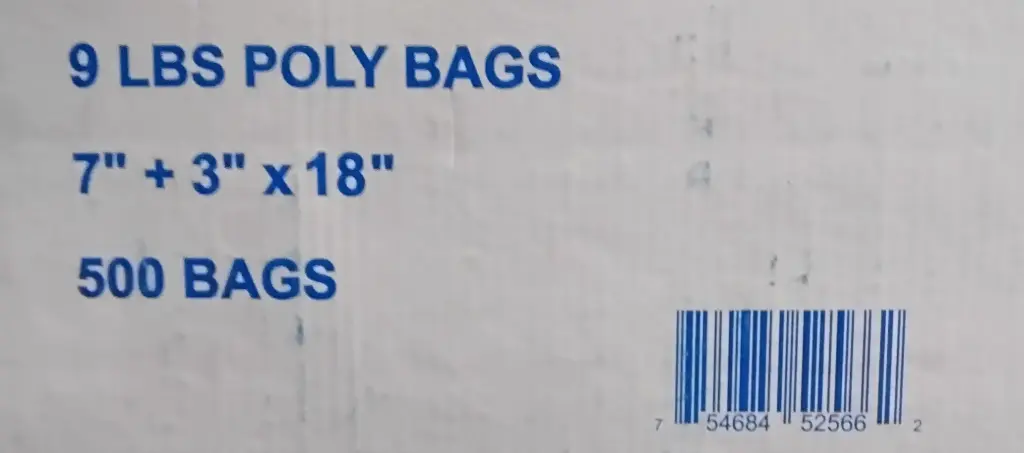 9 LBS POLY BAGS
7" + 3" x 18"
500 BAGS
7 54684 52566 2